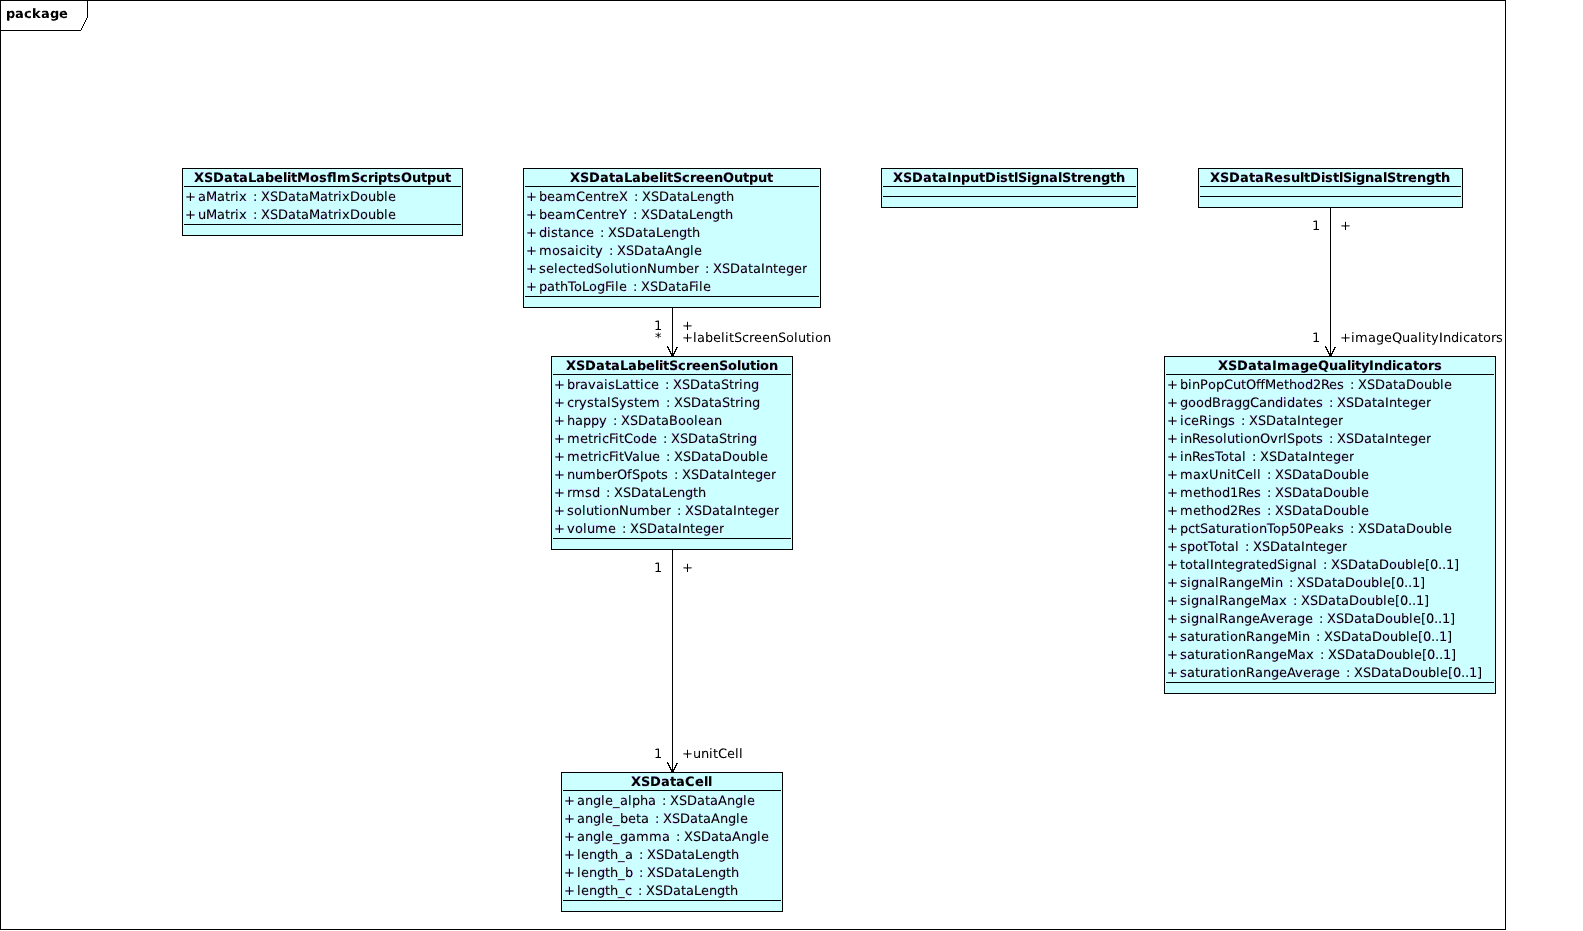 package
XSDataLabelitMosflmScriptsOutput
+ aMatrix : XSDataMatrixDouble
+ uMatrix : XSDataMatrixDouble
XSDataLabelitScreenOutput
+ beamCentreX : XSDataLength
+ beamCentreY : XSDataLength
+ distance : XSDataLength
+ mosaicity : XSDataAngle
+ selectedSolutionNumber : XSDataInteger
+ pathToLogFile : XSDataFile
XSDataInputDistlSignalStrength
XSDataResultDistlSignalStrength
1 +
1 +imageQualityIndicators
1 +
* +labelitScreenSolution
XSDataLabelitScreenSolution
+ bravaisLattice : XSDataString
+ crystalSystem : XSDataString
+ happy : XSDataBoolean
+ metricFitCode : XSDataString
+ metricFitValue : XSDataDouble
+ numberOfSpots : XSDataInteger
+ rmsd : XSDataLength
+ solutionNumber : XSDataInteger
+ volume : XSDataInteger
XSDataImageQualityIndicators
+ binPopCutOffMethod2Res : XSDataDouble
+ goodBraggCandidates : XSDataInteger
+ iceRings : XSDataInteger
+ inResolutionOvrlSpots : XSDataInteger
+ inResTotal : XSDataInteger
+ maxUnitCell : XSDataDouble
+ method1Res : XSDataDouble
+ method2Res : XSDataDouble
+ pctSaturationTop50Peaks : XSDataDouble
+ spotTotal : XSDataInteger
+ totalIntegratedSignal : XSDataDouble[0..1]
+ signalRangeMin : XSDataDouble[0..1]
+ signalRangeMax : XSDataDouble[0..1]
+ signalRangeAverage : XSDataDouble[0..1]
+ saturationRangeMin : XSDataDouble[0..1]
+ saturationRangeMax : XSDataDouble[0..1]
+ saturationRangeAverage : XSDataDouble[0..1]
1 +
1 +unitCell
XSDataCell
+ angle_alpha : XSDataAngle
+ angle_beta : XSDataAngle
+ angle_gamma : XSDataAngle
+ length_a : XSDataLength
+ length_b : XSDataLength
+ length_c : XSDataLength